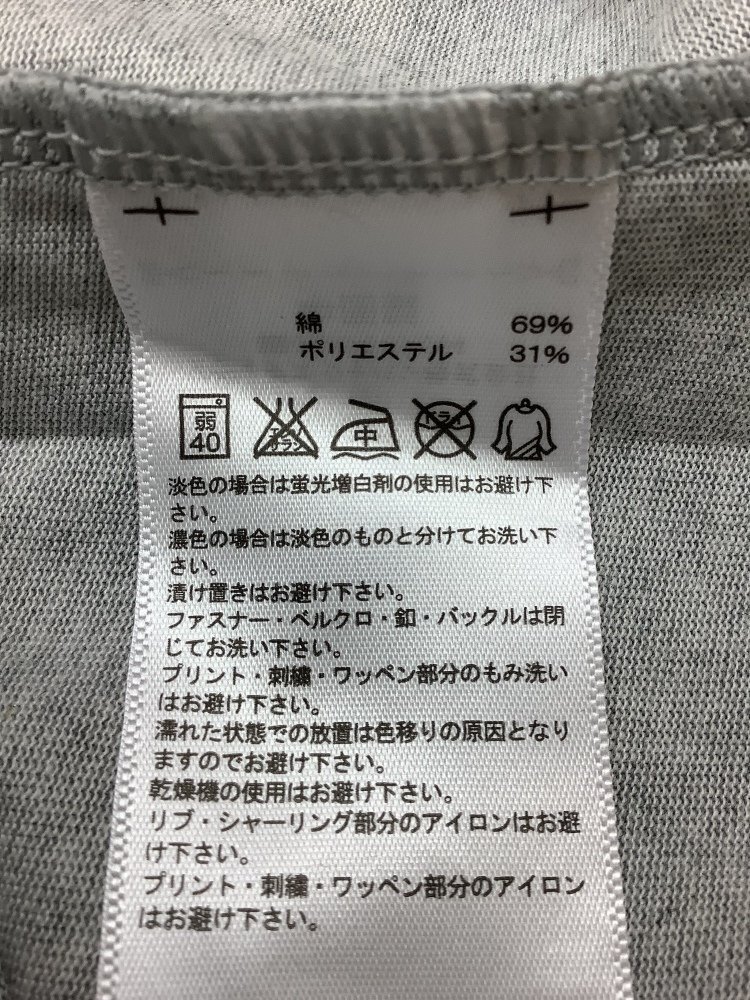 綿 69%
ポリエステル 31%
弱 40 エンソ サラシ 中 ドライ
淡色の場合は蛍光増白剤の使用はお避け下
さい。
濃色の場合は淡色のものと分けてお洗い下
さい。
漬け置きはお避け下さい。
ファスナー・ベルクロ・釦・バックルは閉
じてお洗い下さい。
プリント・刺繍・ワッペン部分のもみ洗い
はお避け下さい。
濡れた状態での放置は色移りの原因となり
ますのでお避け下さい。
乾燥機の使用はお避け下さい。
リブ・シャーリング部分のアイロンはお避
け下さい。
プリント・刺繍・ワッペン部分のアイロン
はお避け下さい。